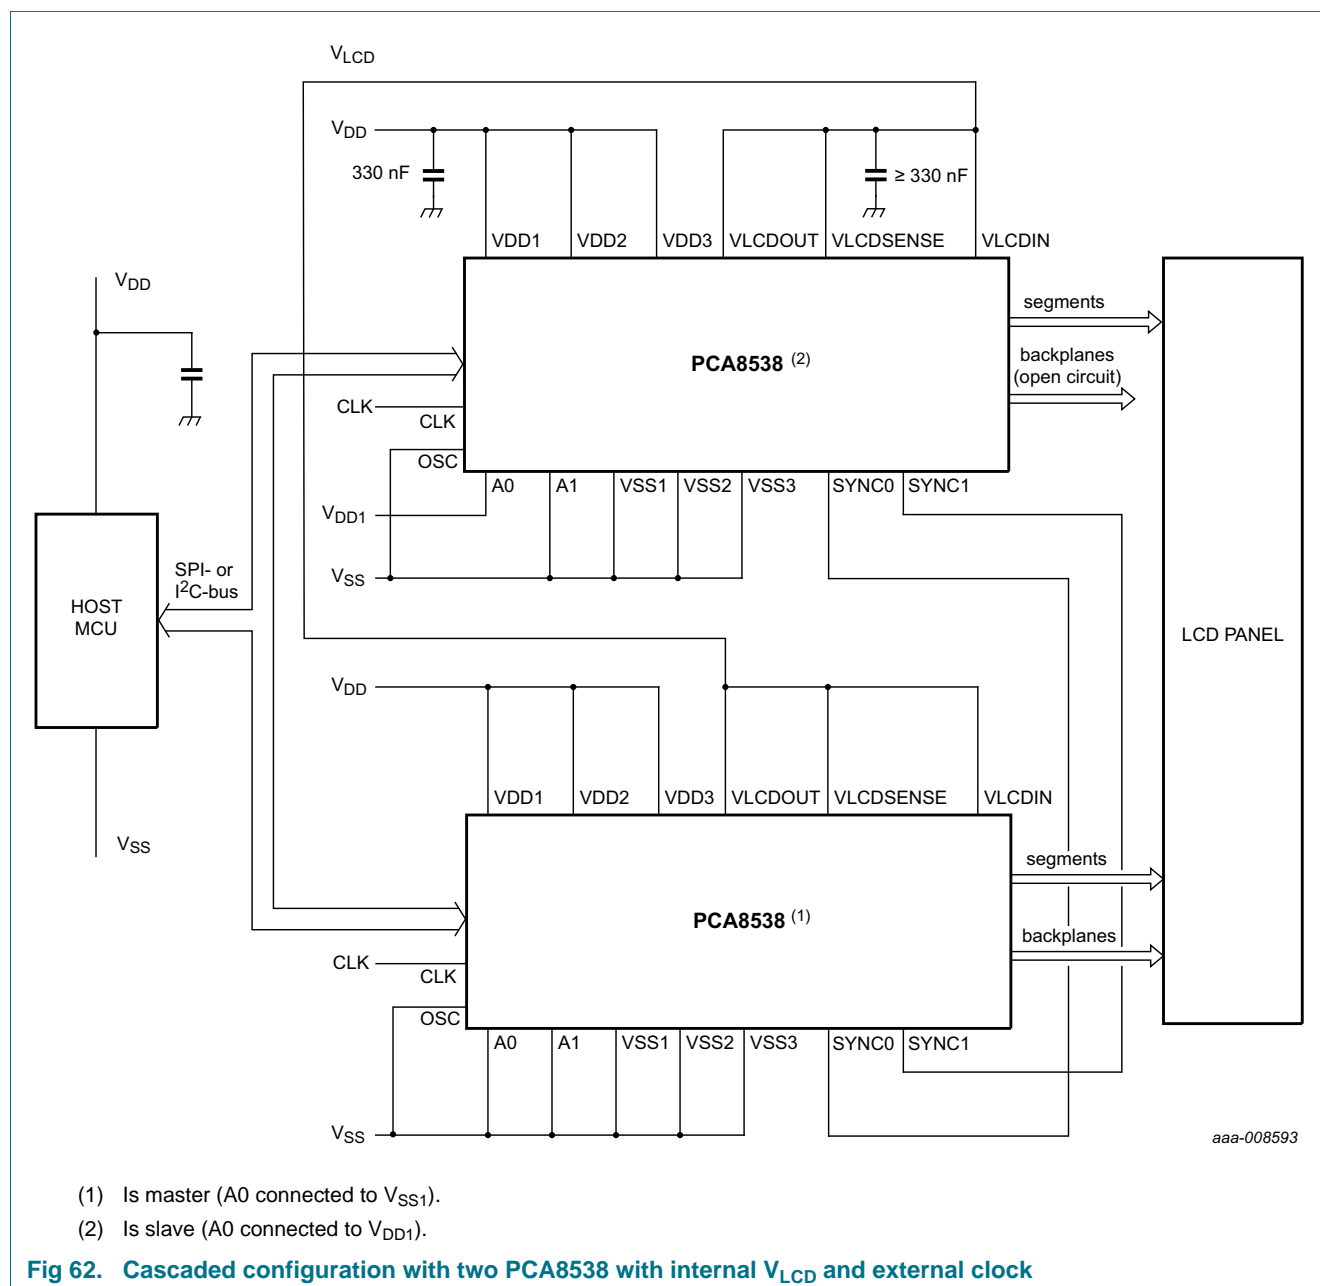 VLCD
VDD
330 nF
≥ 330 nF
VDD1 VDD2 VDD3 VLCDOUT VLCDSENSE VLCDIN
VDD
segments
PCA8538 (2)
backplanes
(open circuit)
CLK
CLK
OSC
A0 A1 VSS1 VSS2 VSS3 SYNC0 SYNC1
VDD1
VSS
SPI- or
I2C-bus
HOST
MCU
LCD PANEL
VDD
VDD1 VDD2 VDD3 VLCDOUT VLCDSENSE VLCDIN
VSS
segments
PCA8538 (1)
backplanes
CLK
CLK
OSC
A0 A1 VSS1 VSS2 VSS3 SYNC0 SYNC1
VSS
aaa-008593
(1) Is master (A0 connected to VSS1).
(2) Is slave (A0 connected to VDD1).
Fig 62. Cascaded configuration with two PCA8538 with internal VLCD and external clock